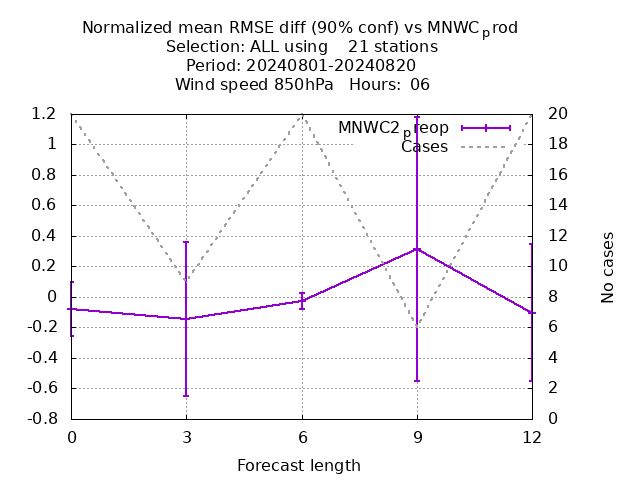 Normalized mean RMSE diff (90% conf) vs MNWCprod
Selection: ALL using    21 stations
Period: 20240801-20240820
Wind speed 850hPa   Hours:  06
MNWC2preop
Cases
1.2
1
0.8
0.6
0.4
0.2
0
-0.2
-0.4
-0.6
-0.8
20
18
16
14
12
10
8
6
4
2
0
No cases
0 3 6 9 12
Forecast length